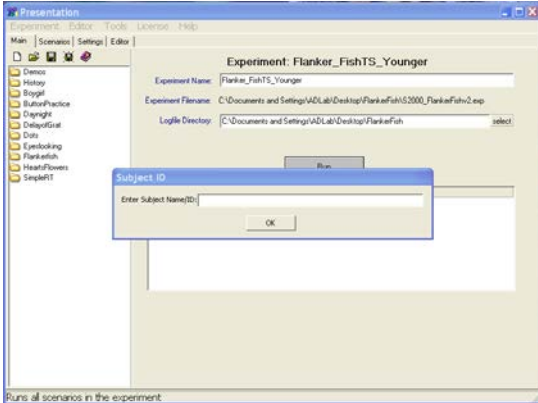 Presentation
Experiment Editor Tools License Help
Main Scenarios Settings Editor
Experiment: Flanker_FishTS_Younger
Experiment Name: Flanker_FishTS_Younger
Experiment Filename: C:\Documents and Settings\ADLab\Desktop\FlankerFish\S2000_FlankerFishv2.exp
Logfile Directory: C:\Documents and Settings\ADLab\Desktop\FlankerFish select
Demos
History
Boygirl
ButtonPractice
Daynight
DelayofGrat
Dots
Eyeslooking
Flankerfish
HeartsFlowers
SimpleRT
Run
Subject ID
Enter Subject Name/ID:
OK
Runs all scenarios in the experiment